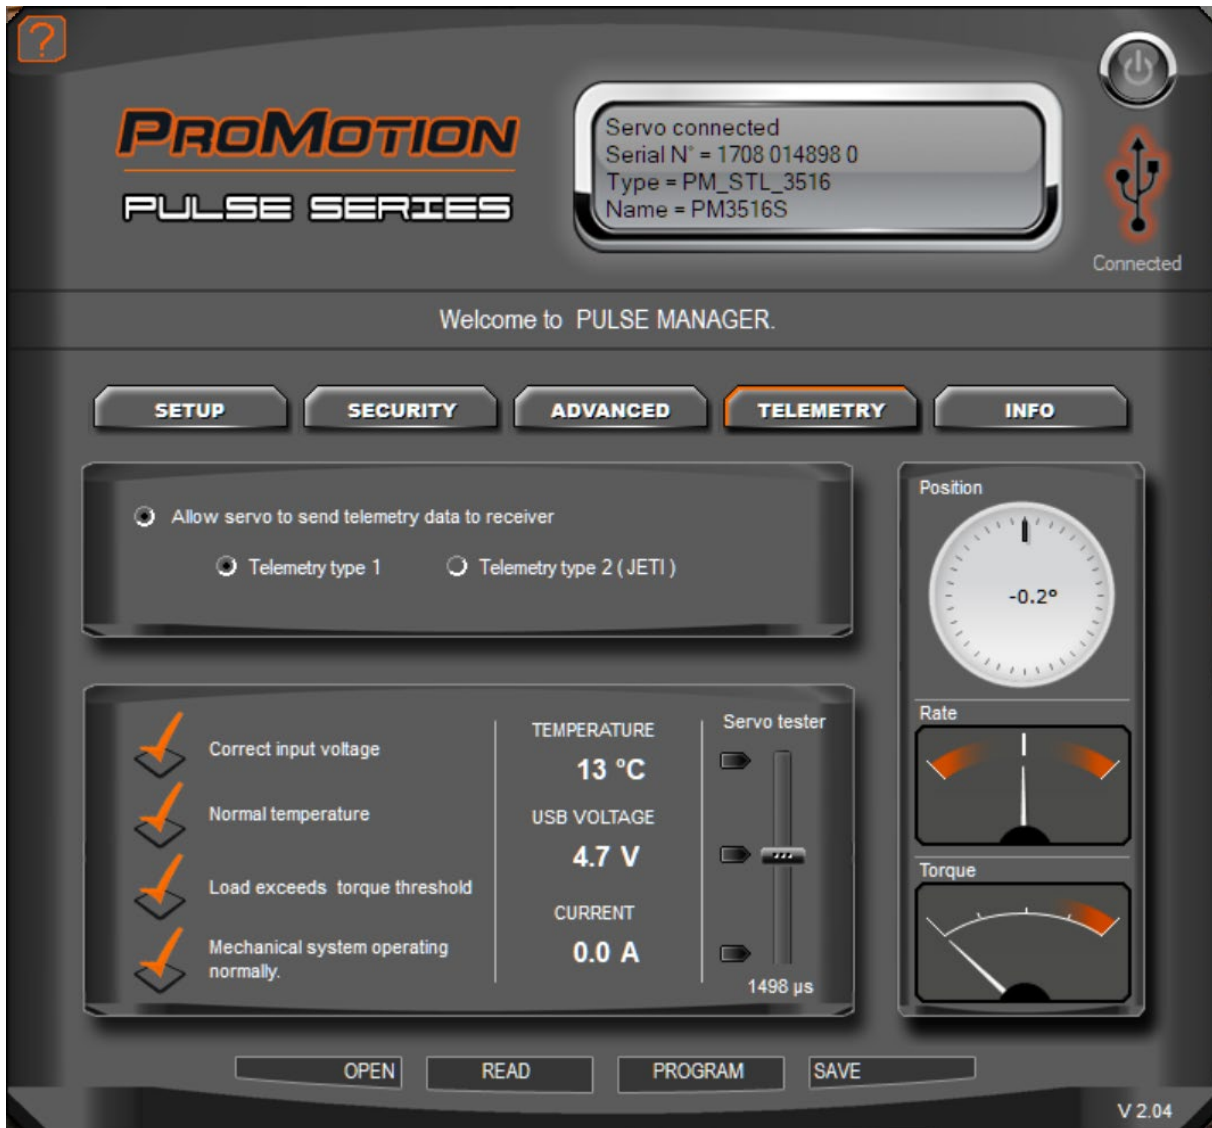 ?
PROMOTION
PULSE SERIES
Servo connected
Serial N° = 1708 014898 0
Type = PM_STL_3516
Name = PM3516S
Connected
Welcome to PULSE MANAGER.
SETUP
SECURITY
ADVANCED
TELEMETRY
INFO
Allow servo to send telemetry data to receiver
Telemetry type 1
Telemetry type 2 ( JETI )
Correct input voltage
Normal temperature
Load exceeds torque threshold
Mechanical system operating
normally.
TEMPERATURE
13 °C
USB VOLTAGE
4.7 V
CURRENT
0.0 A
Servo tester
1498 µs
Position
-0.2°
Rate
Torque
OPEN
READ
PROGRAM
SAVE
V 2.04